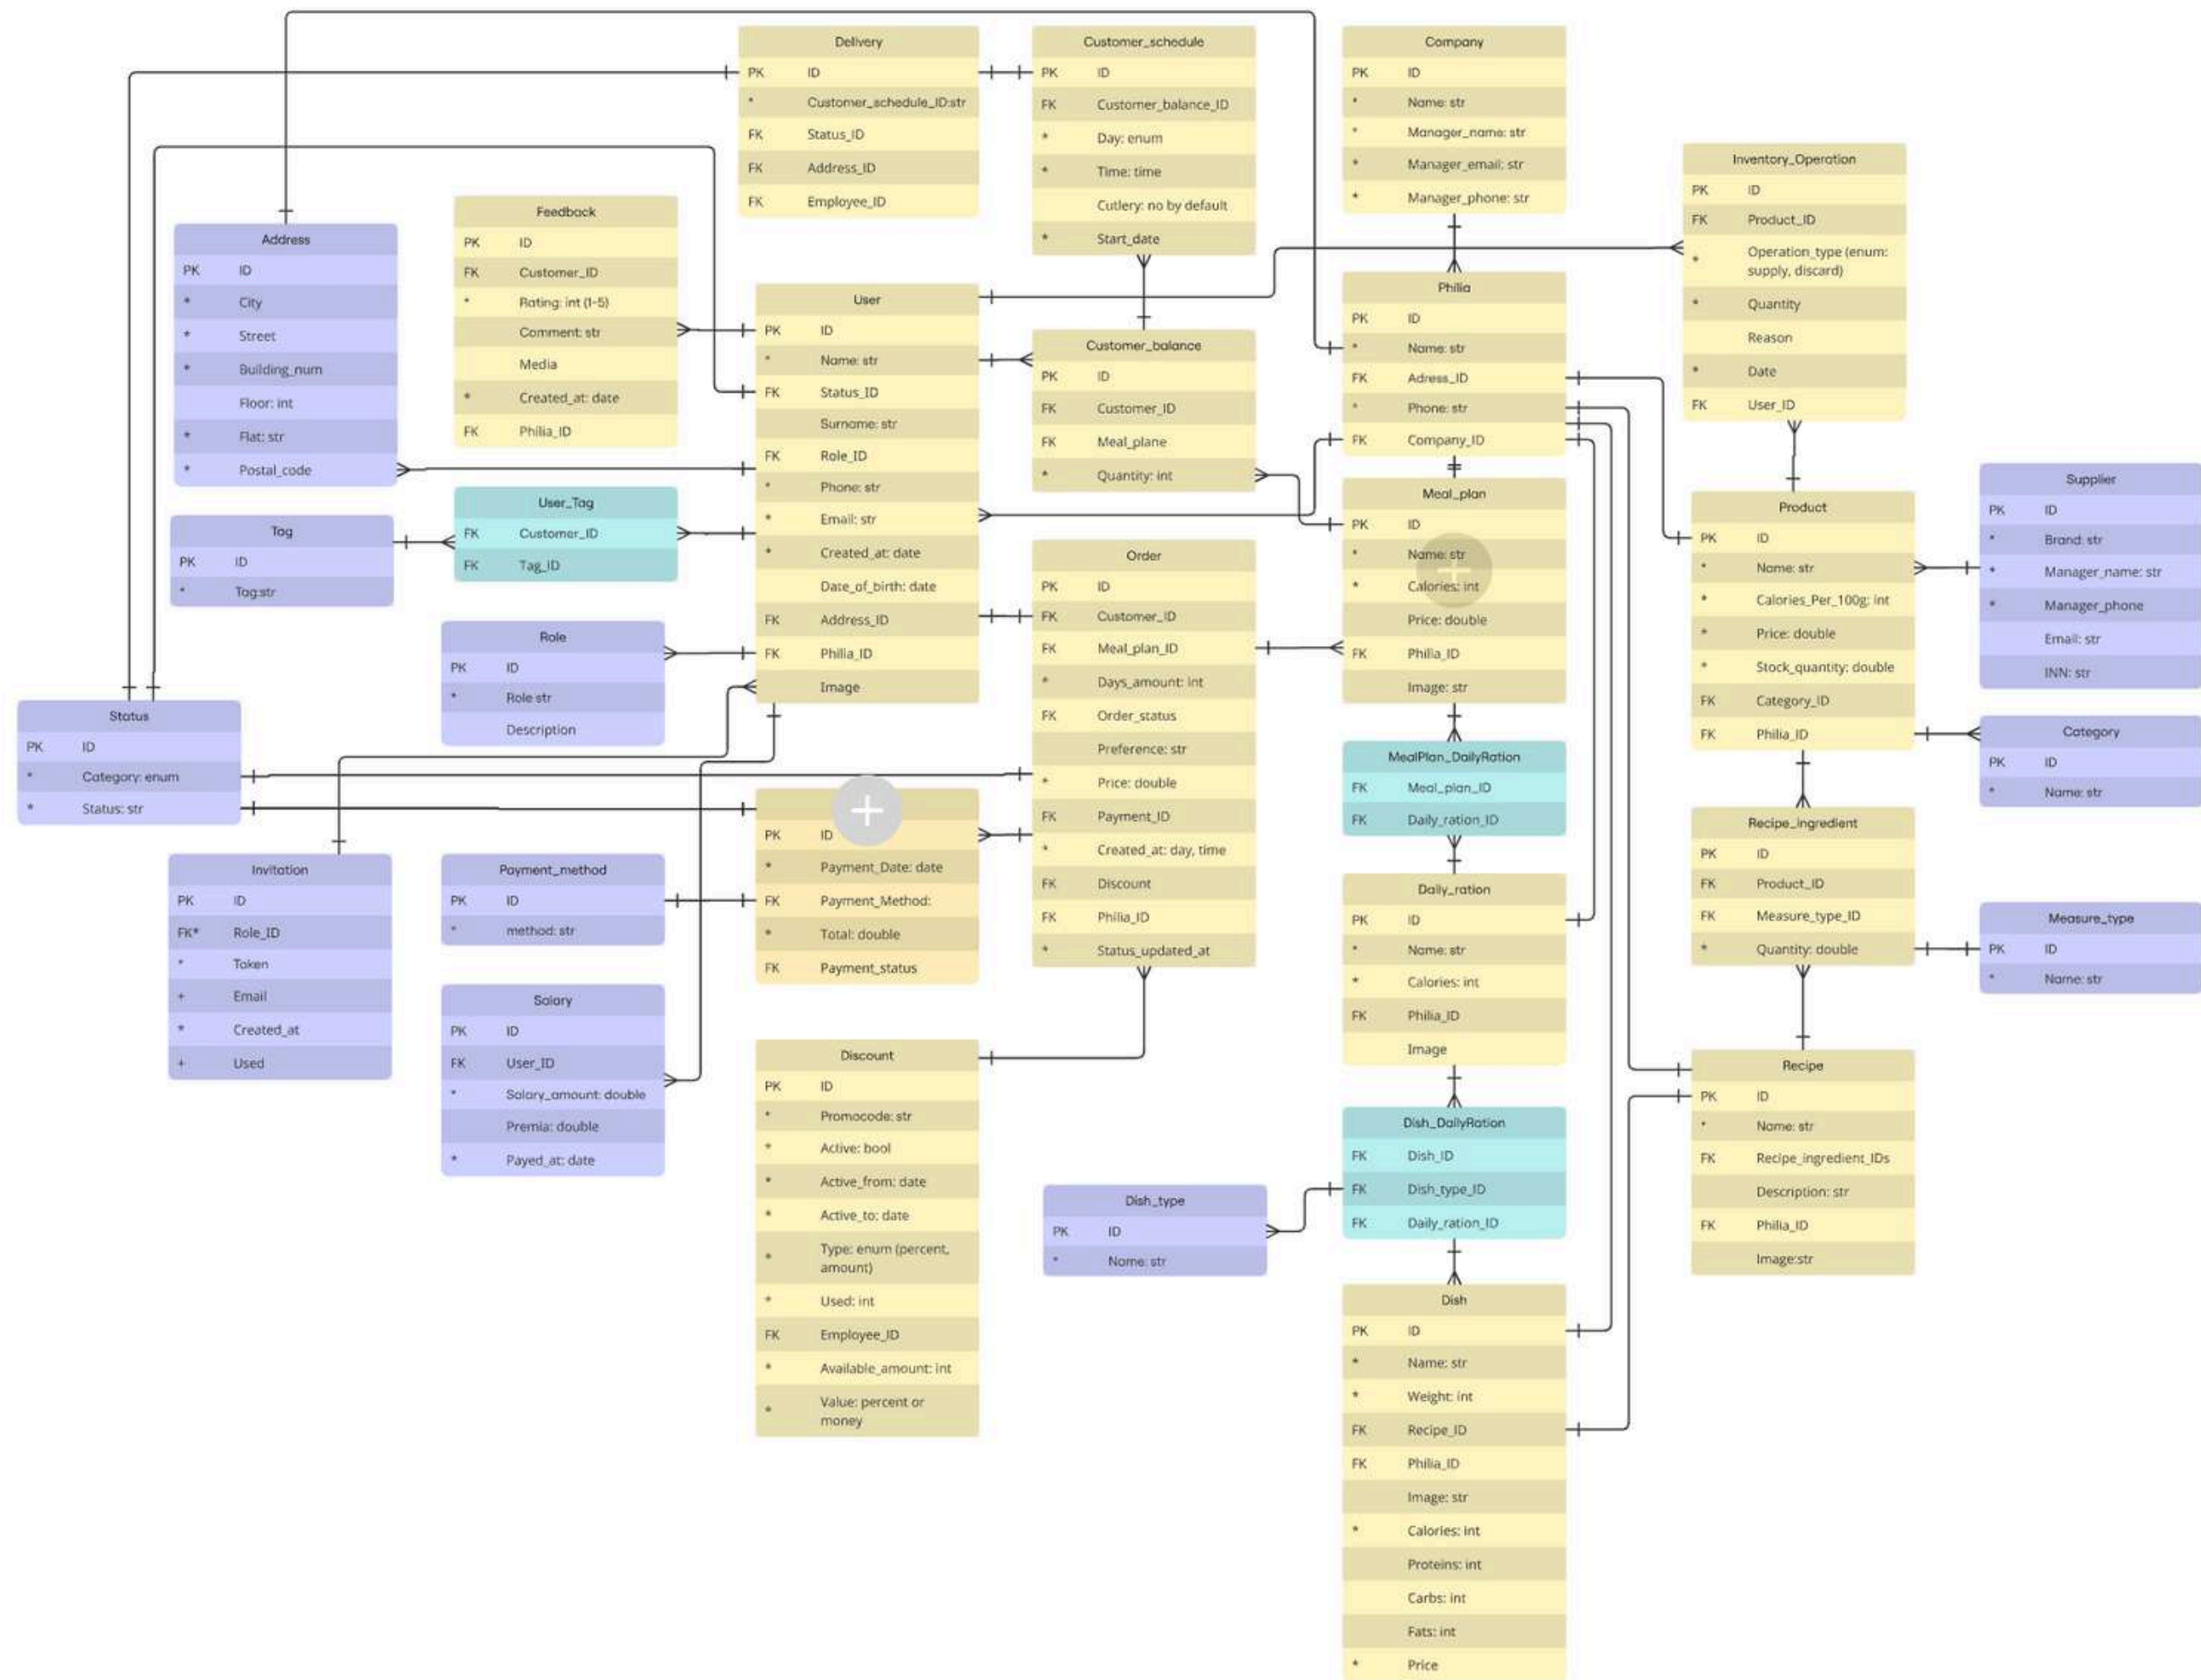 Delivery
PK ID
* Customer_schedule_ID:str
FK Status_ID
FK Address_ID
FK Employee_ID
Customer_schedule
PK ID
FK Customer_balance_ID
* Day: enum
* Time: time
Cutlery: no by default
* Start_date
Company
PK ID
* Name: str
* Manager_name: str
* Manager_email: str
* Manager_phone: str
Inventory_Operation
PK ID
FK Product_ID
* Operation_type (enum:
supply, discard)
* Quantity
Reason
* Date
FK User_ID
Address
PK ID
* City
* Street
* Building_num
Floor: int
* Flat: str
* Postal_code
Feedback
PK ID
FK Customer_ID
* Rating: int (1-5)
Comment: str
Media
* Created_at: date
FK Philia_ID
User
PK ID
* Name: str
FK Status_ID
Surname: str
FK Role_ID
* Phone: str
* Email: str
* Created_at: date
Date_of_birth: date
FK Address_ID
FK Philia_ID
Image
Customer_balance
PK ID
FK Customer_ID
FK Meal_plane
* Quantity: int
Philia
PK ID
* Name: str
FK Adress_ID
* Phone: str
FK Company_ID
Tag
PK ID
* Tag:str
User_Tag
FK Customer_ID
FK Tag_ID
Order
PK ID
FK Customer_ID
FK Meal_plan_ID
* Days_amount: int
FK Order_status
Preference: str
* Price: double
FK Payment_ID
* Created_at: day, time
FK Discount
FK Philia_ID
* Status_updated_at
Meal_plan
PK ID
* Name: str
* Calories: int
Price: double
FK Philia_ID
Image: str
Product
PK ID
* Name: str
* Calories_Per_100g: int
* Price: double
* Stock_quantity: double
FK Category_ID
FK Philia_ID
Supplier
PK ID
* Brand: str
* Manager_name: str
* Manager_phone
Email: str
INN: str
Role
PK ID
* Role str
Description
Status
PK ID
* Category: enum
* Status: str
Category
PK ID
* Name: str
MealPlan_DailyRation
FK Meal_plan_ID
FK Daily_ration_ID
PK ID
* Payment_Date: date
FK Payment_Method:
* Total: double
FK Payment_status
Recipe_ingredient
PK ID
FK Product_ID
FK Measure_type_ID
* Quantity: double
Invitation
PK ID
FK* Role_ID
* Token
+ Email
* Created_at
+ Used
Payment_method
PK ID
* method: str
Daily_ration
PK ID
* Name: str
* Calories: int
FK Philia_ID
Image
Measure_type
PK ID
* Name: str
Salary
PK ID
FK User_ID
* Salary_amount: double
Premia: double
* Payed_at: date
Discount
PK ID
* Promocode: str
* Active: bool
* Active_from: date
* Active_to: date
* Type: enum (percent,
amount)
* Used: int
FK Employee_ID
* Available_amount: int
* Value: percent or
money
Recipe
PK ID
* Name: str
FK Recipe_ingredient_IDs
Description: str
FK Philia_ID
Image:str
Dish_DailyRation
FK Dish_ID
FK Dish_type_ID
FK Daily_ration_ID
Dish_type
PK ID
* Name: str
Dish
PK ID
* Name: str
* Weight: int
FK Recipe_ID
FK Philia_ID
Image: str
* Calories: int
Proteins: int
Carbs: int
Fats: int
* Price